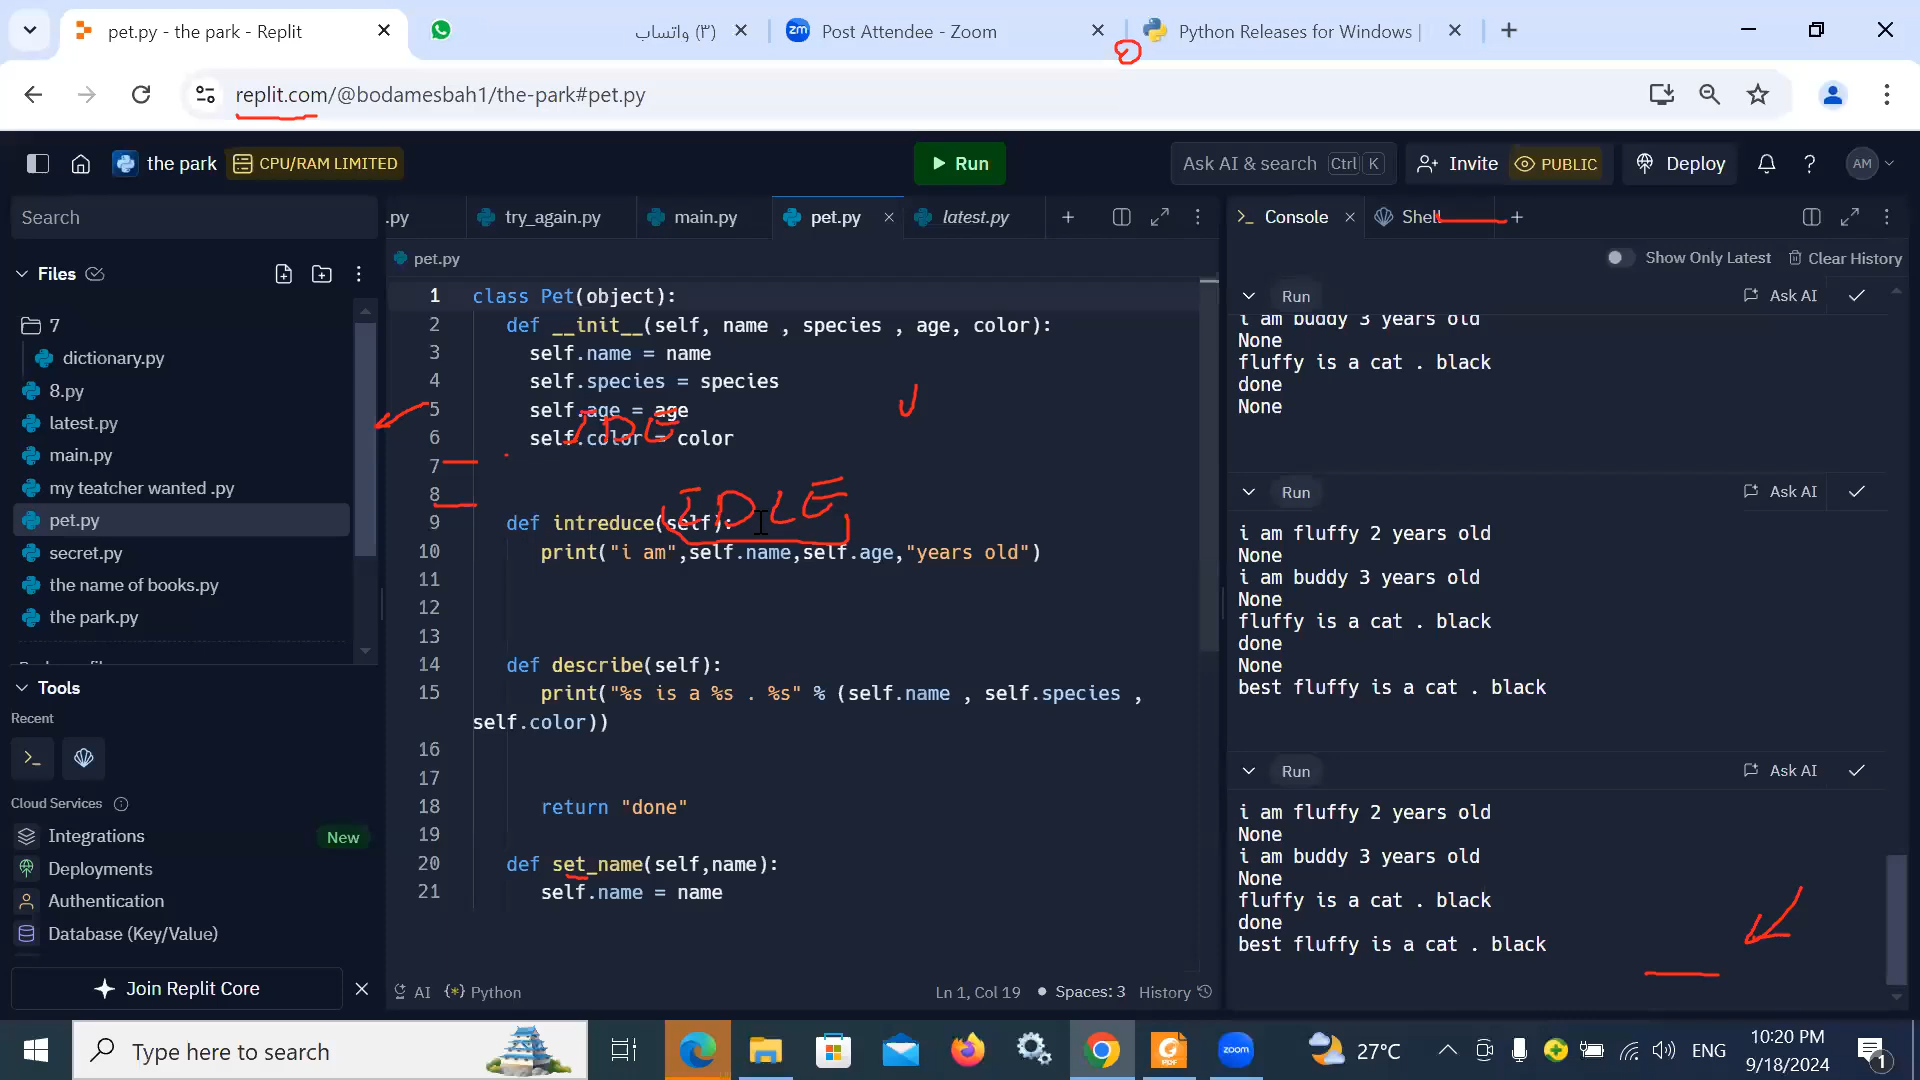 pet.py - the park - Replit
(٣) واتساب
zm Post Attendee - Zoom
Python Releases for Windows |
replit.com/@bodamesbah1/the-park#pet.py
the park CPU/RAM LIMITED
Run
Ask AI & search Ctrl K
Invite PUBLIC
Deploy
? AM
Search
Files
7
dictionary.py
8.py
latest.py
main.py
my teatcher wanted .py
pet.py
secret.py
the name of books.py
the park.py
Tools
Recent
Cloud Services
Integrations New
Deployments
Authentication
Database (Key/Value)
Join Replit Core
.py try_again.py main.py pet.py latest.py
pet.py
1 class Pet(object):
2 def __init__(self, name , species , age, color):
3 self.name = name
4 self.species = species
5 self.age = age
6 self.color = color
IDE
7
8
IDLE
9 def intreduce(self):
10 print("i am",self.name,self.age,"years old")
11
12
13
14 def describe(self):
15 print("%s is a %s . %s" % (self.name , self.species ,
self.color))
16
17
18 return "done"
19
20 def set_name(self,name):
21 self.name = name
AI {*} Python
Ln 1, Col 19 Spaces: 3 History
Console Shell
Show Only Latest Clear History
Run Ask AI
i am buddy 3 years old
None
fluffy is a cat . black
done
None
Run Ask AI
i am fluffy 2 years old
None
i am buddy 3 years old
None
fluffy is a cat . black
done
None
best fluffy is a cat . black
Run Ask AI
i am fluffy 2 years old
None
i am buddy 3 years old
None
fluffy is a cat . black
done
best fluffy is a cat . black
Type here to search
PDF
zoom
27°C
ENG
10:20 PM
9/18/2024
1